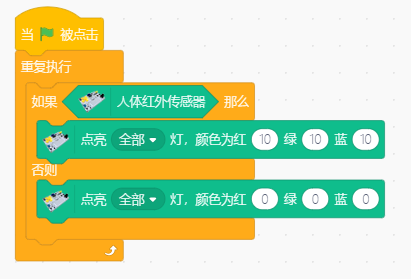 当 被点击
重复执行
如果 人体红外传感器 那么
点亮 全部 灯，颜色为红 10 绿 10 蓝 10
否则
点亮 全部 灯，颜色为红 0 绿 0 蓝 0